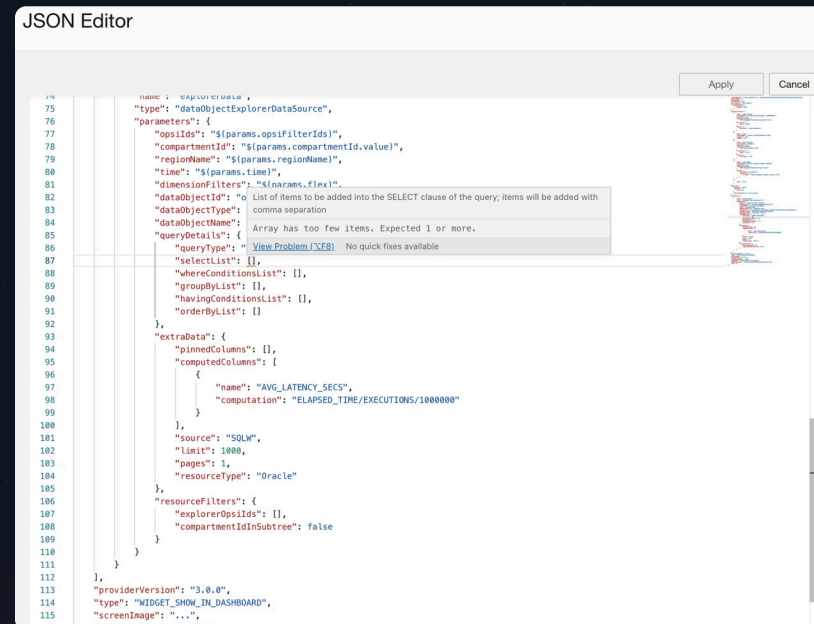 JSON Editor
Apply Cancel
74 "name": "explorerData",
75 "type": "dataObjectExplorerDataSource",
76 "parameters": {
77 "opsiIds": "$(params.opsiFilterIds)",
78 "compartmentId": "$(params.compartmentId.value)",
79 "regionName": "$(params.regionName)",
80 "time": "$(params.time)",
81 "dimensionFilters": "$(params.flex)",
82 "dataObjectId": "o
83 "dataObjectType":
84 "dataObjectName":
85 "queryDetails": {
List of items to be added into the SELECT clause of the query; items will be added with
comma separation
Array has too few items. Expected 1 or more.
View Problem (⌥F8) No quick fixes available
86 "queryType": "
87 "selectList": [],
88 "whereConditionsList": [],
89 "groupByList": [],
90 "havingConditionsList": [],
91 "orderByList": []
92 },
93 "extraData": {
94 "pinnedColumns": [],
95 "computedColumns": [
96 {
97 "name": "AVG_LATENCY_SECS",
98 "computation": "ELAPSED_TIME/EXECUTIONS/1000000"
99 }
100 ],
101 "source": "SQLW",
102 "limit": 1000,
103 "pages": 1,
104 "resourceType": "Oracle"
105 },
106 "resourceFilters": {
107 "explorerOpsiIds": [],
108 "compartmentIdInSubtree": false
109 }
110 }
111 }
112 ],
113 "providerVersion": "3.0.0",
114 "type": "WIDGET_SHOW_IN_DASHBOARD",
115 "screenImage": "...",